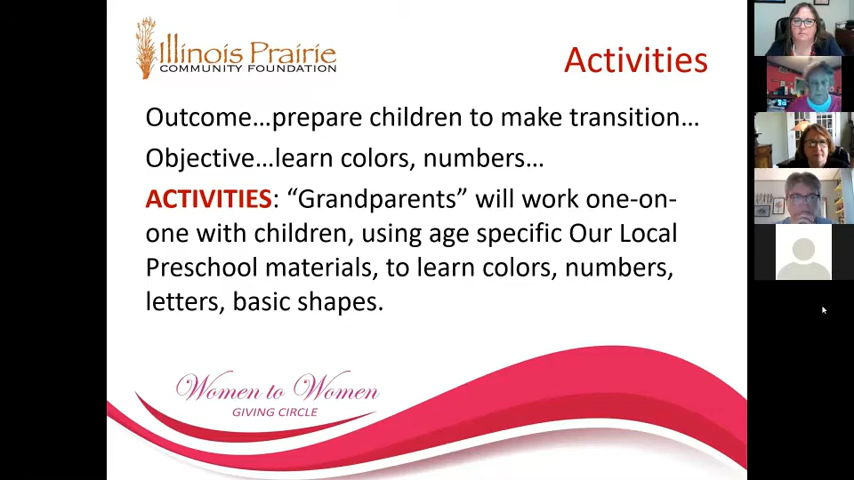 Illinois Prairie
COMMUNITY FOUNDATION
Activities
Outcome...prepare children to make transition...
Objective...learn colors, numbers...
ACTIVITIES: “Grandparents” will work one-on-
one with children, using age specific Our Local
Preschool materials, to learn colors, numbers,
letters, basic shapes.
Women to Women
GIVING CIRCLE